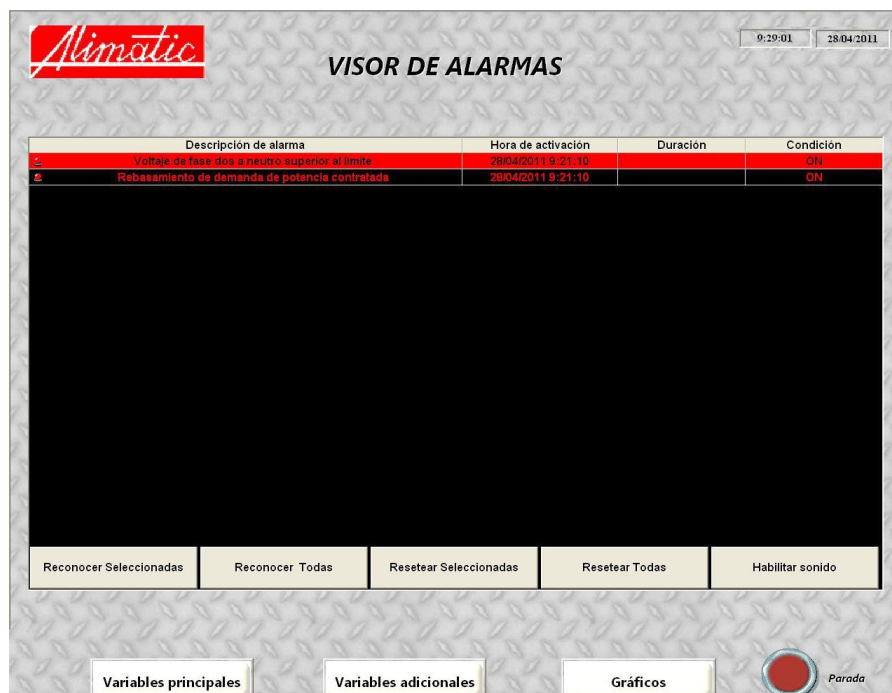 Alimatic
9:29:01 28/04/2011
VISOR DE ALARMAS
Descripción de alarma Hora de activación Duración Condición
Voltaje de fase dos a neutro superior al limite 28/04/2011 9:21:10 ON
Rebasamiento de demanda de potencia contratada 28/04/2011 9:21:10 ON
Reconocer Seleccionadas Reconocer Todas Resetear Seleccionadas Resetear Todas Habilitar sonido
Variables principales Variables adicionales Gráficos Parada